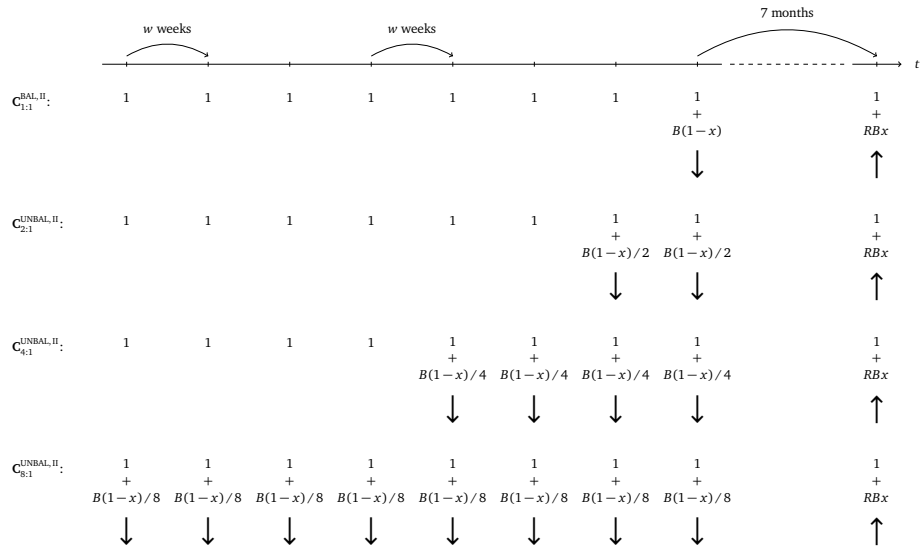 7 months
w weeks w weeks
t
C^{BAL,II}_{1:1}: 1 1 1 1 1 1 1 1 1
+ +
B(1−x) RBx
C^{UNBAL,II}_{2:1}: 1 1 1 1 1 1 1 1 1
+ + +
B(1−x)/2 B(1−x)/2 RBx
C^{UNBAL,II}_{4:1}: 1 1 1 1 1 1 1 1 1
+ + + + +
B(1−x)/4 B(1−x)/4 B(1−x)/4 B(1−x)/4 RBx
C^{UNBAL,II}_{8:1}: 1 1 1 1 1 1 1 1 1
+ + + + + + + + +
B(1−x)/8 B(1−x)/8 B(1−x)/8 B(1−x)/8 B(1−x)/8 B(1−x)/8 B(1−x)/8 B(1−x)/8 RBx